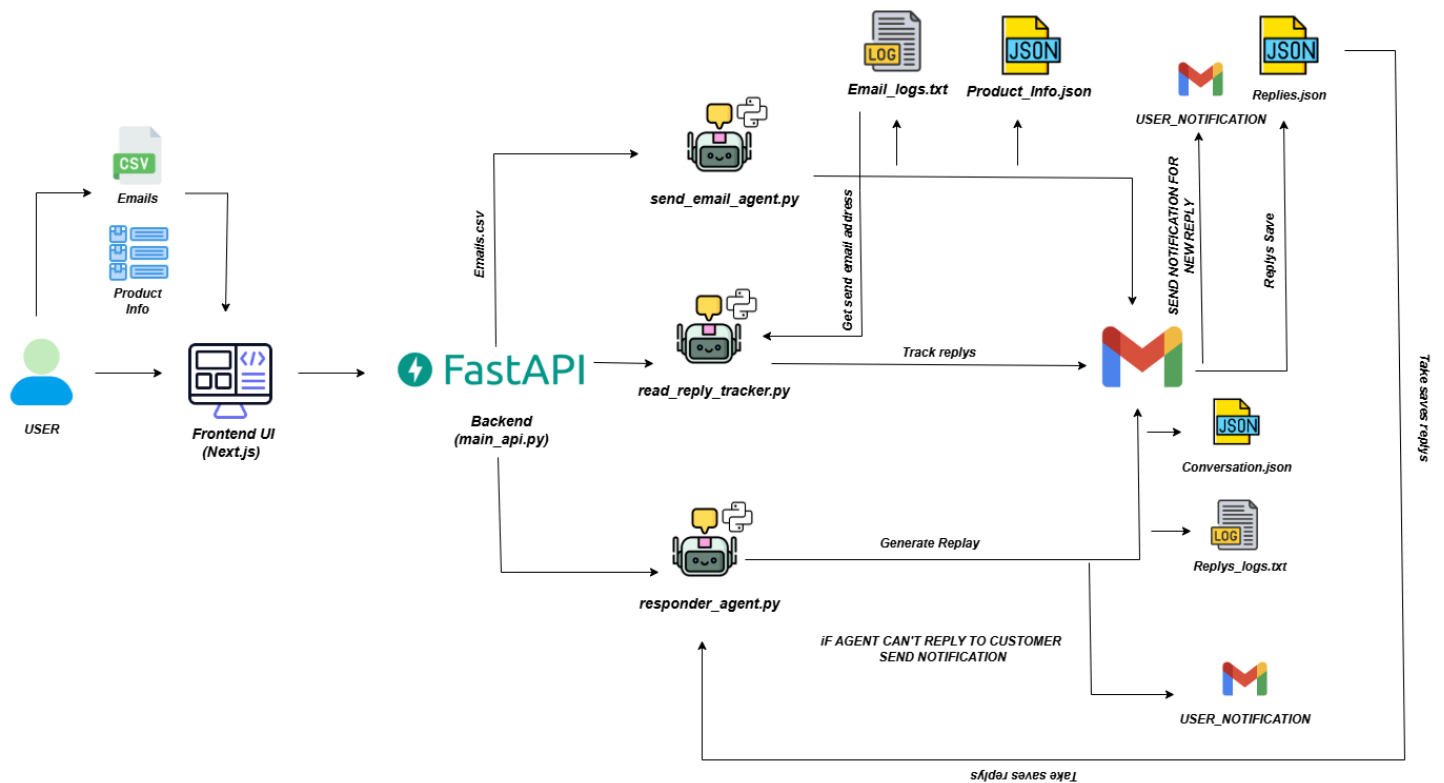 CSV
Emails
Product
Info
USER
Frontend UI
(Next.js)
FastAPI
Backend
(main_api.py)
Emails.csv
send_email_agent.py
read_reply_tracker.py
responder_agent.py
LOG
Email_logs.txt
JSON
Product_Info.json
Get send email address
Track replys
Generate Replay
iF AGENT CAN'T REPLY TO CUSTOMER
SEND NOTIFICATION
USER_NOTIFICATION
JSON
Replies.json
SEND NOTIFICATION FOR
NEW REPLY
Replys Save
JSON
Conversation.json
LOG
Replys_logs.txt
USER_NOTIFICATION
Take saves replys
Take saves replys